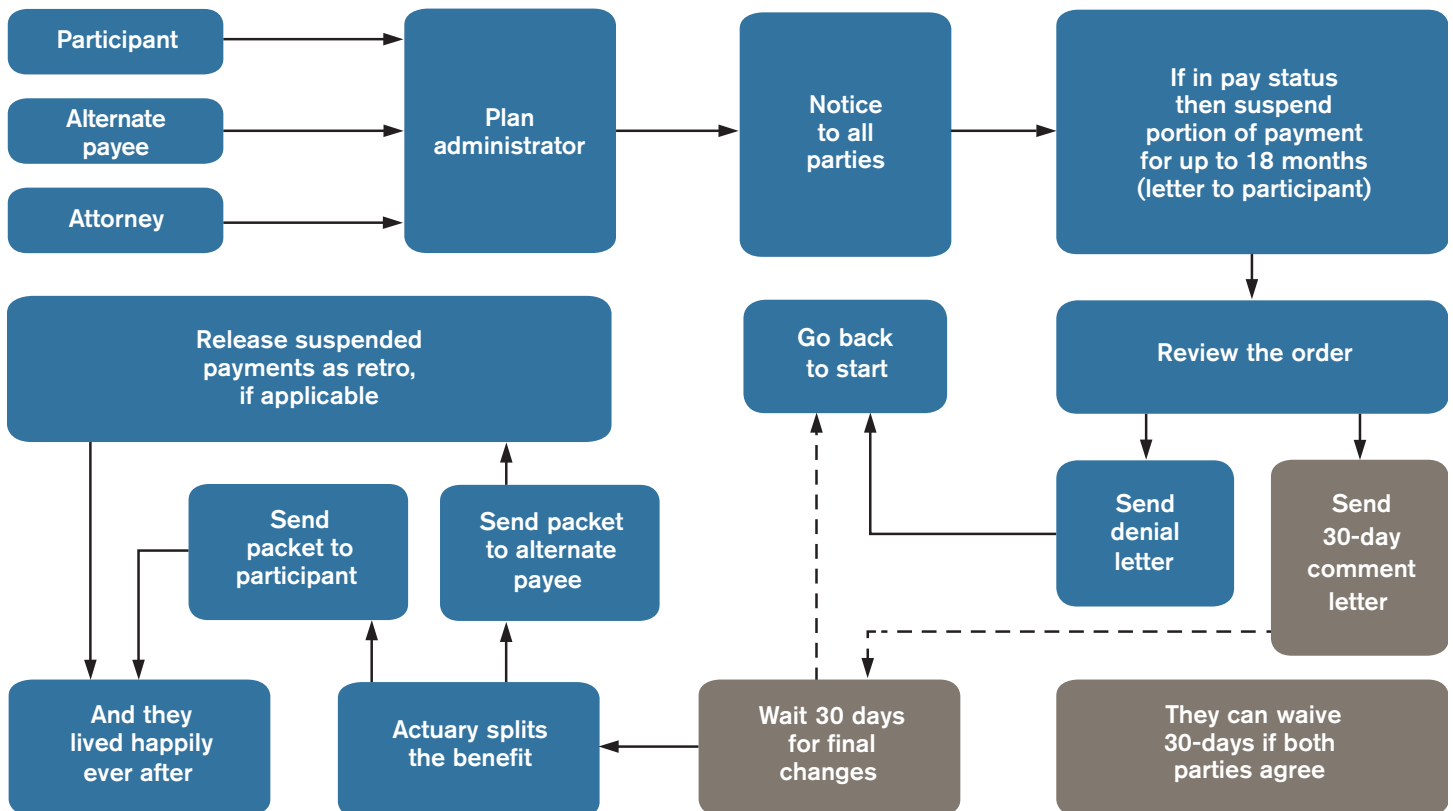 Participant
Alternate
payee
Attorney
Plan
administrator
Notice
to all
parties
If in pay status
then suspend
portion of payment
for up to 18 months
(letter to participant)
Release suspended
payments as retro,
if applicable
Go back
to start
Review the order
Send
packet to
participant
Send packet
to alternate
payee
Send
denial
letter
Send
30-day
comment
letter
And they
lived happily
ever after
Actuary splits
the benefit
Wait 30 days
for final
changes
They can waive
30-days if both
parties agree